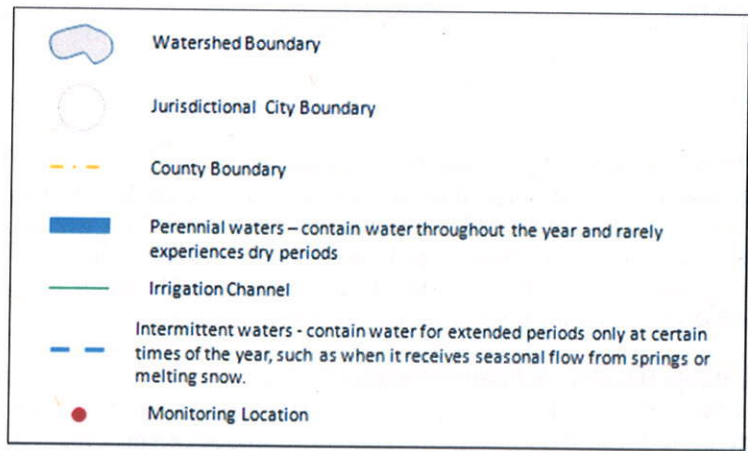 Watershed Boundary
Jurisdictional City Boundary
County Boundary
Perennial waters – contain water throughout the year and rarely
experiences dry periods
Irrigation Channel
Intermittent waters - contain water for extended periods only at certain
times of the year, such as when it receives seasonal flow from springs or
melting snow.
Monitoring Location